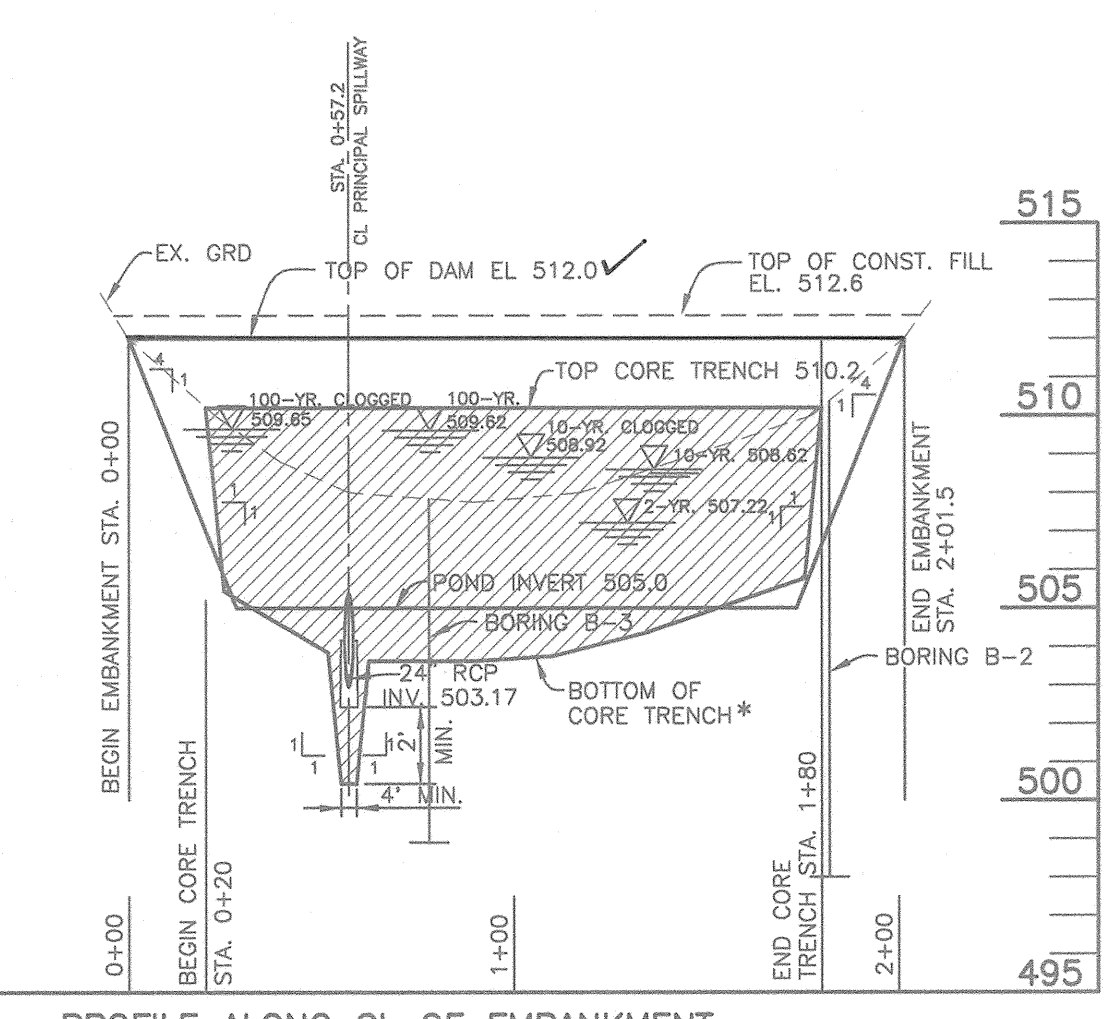 STA. 0+57.2
CL PRINCIPAL SPILLWAY
515
EX. GRD
TOP OF DAM EL 512.0
TOP OF CONST. FILL
EL. 512.6
4
1
TOP CORE TRENCH 510.2
4
1
510
100-YR. CLOGGED
509.65
100-YR.
509.62
10-YR. CLOGGED
508.92
10-YR. 508.62
2-YR. 507.22
1
1
1
1
BEGIN EMBANKMENT STA. 0+00
END EMBANKMENT
STA. 2+01.5
POND INVERT 505.0
505
BORING B-3
BORING B-2
24" RCP
INV. 503.17
BOTTOM OF
CORE TRENCH*
1
1
1
1
2'
MIN.
4' MIN.
500
BEGIN CORE TRENCH
STA. 0+20
END CORE
TRENCH STA. 1+80
0+00
1+00
2+00
495
PROFILE ALONG CL OF EMBANKMENT